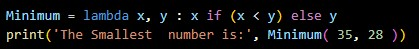 Minimum = lambda x, y : x if (x < y) else y
print('The Smallest  number is:', Minimum( 35, 28 ))